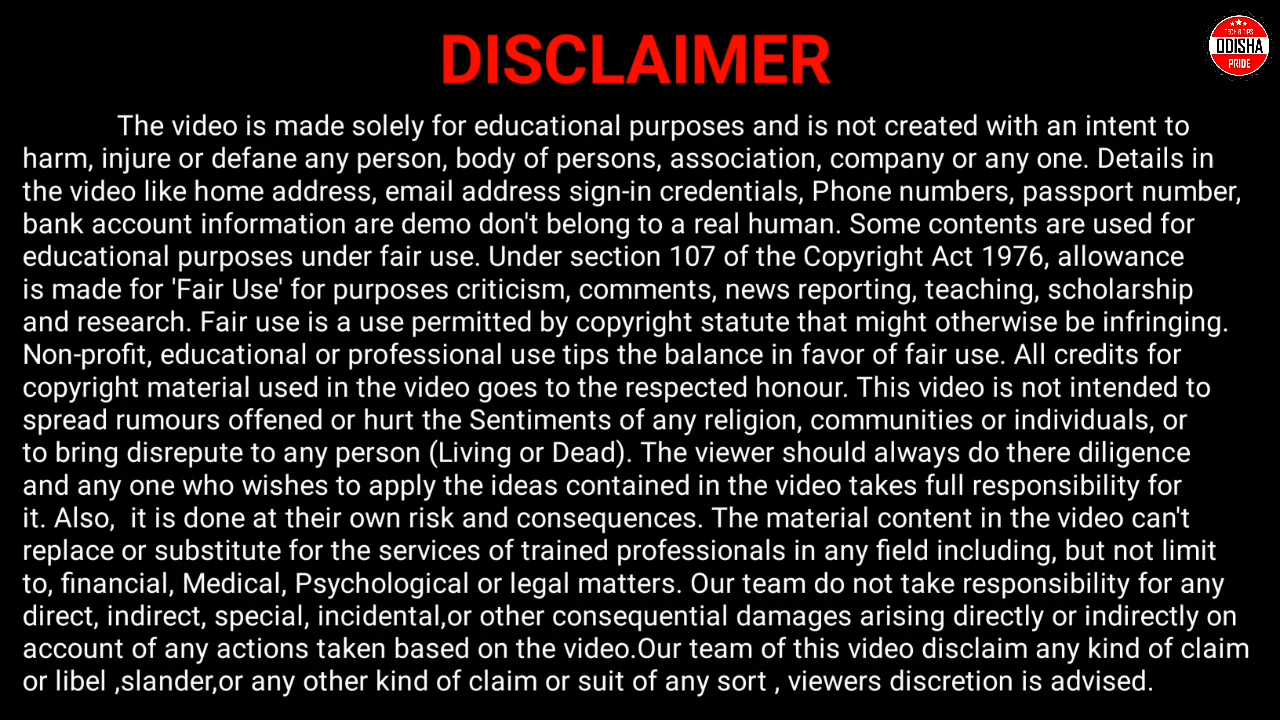 DISCLAIMER
TECH & TIPS
ODISHA
PRIDE
The video is made solely for educational purposes and is not created with an intent to
harm, injure or defane any person, body of persons, association, company or any one. Details in
the video like home address, email address sign-in credentials, Phone numbers, passport number,
bank account information are demo don't belong to a real human. Some contents are used for
educational purposes under fair use. Under section 107 of the Copyright Act 1976, allowance
is made for 'Fair Use' for purposes criticism, comments, news reporting, teaching, scholarship
and research. Fair use is a use permitted by copyright statute that might otherwise be infringing.
Non-profit, educational or professional use tips the balance in favor of fair use. All credits for
copyright material used in the video goes to the respected honour. This video is not intended to
spread rumours offened or hurt the Sentiments of any religion, communities or individuals, or
to bring disrepute to any person (Living or Dead). The viewer should always do there diligence
and any one who wishes to apply the ideas contained in the video takes full responsibility for
it. Also,  it is done at their own risk and consequences. The material content in the video can't
replace or substitute for the services of trained professionals in any field including, but not limit
to, financial, Medical, Psychological or legal matters. Our team do not take responsibility for any
direct, indirect, special, incidental,or other consequential damages arising directly or indirectly on
account of any actions taken based on the video.Our team of this video disclaim any kind of claim
or libel ,slander,or any other kind of claim or suit of any sort , viewers discretion is advised.